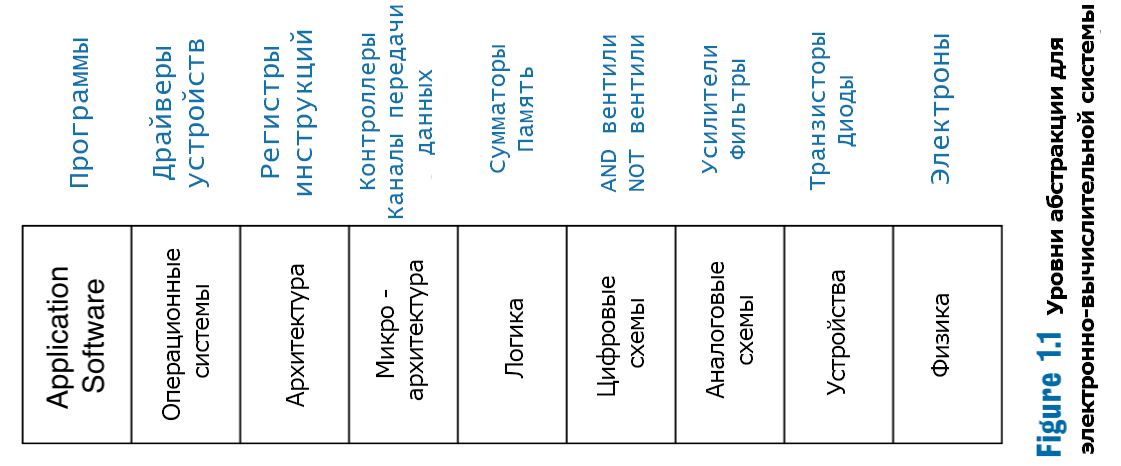 Application
Software
Программы
Операционные
системы
Драйверы
устройств
Архитектура
Регистры
инструкций
Микро -
архитектура
Контроллеры
Каналы передачи
данных
Логика
Сумматоры
Память
Цифровые
схемы
AND вентили
NOT вентили
Аналоговые
схемы
Усилители
Фильтры
Устройства
Транзисторы
Диоды
Физика
Электроны
Figure 1.1 Уровни абстракции для
электронно-вычислительной системы